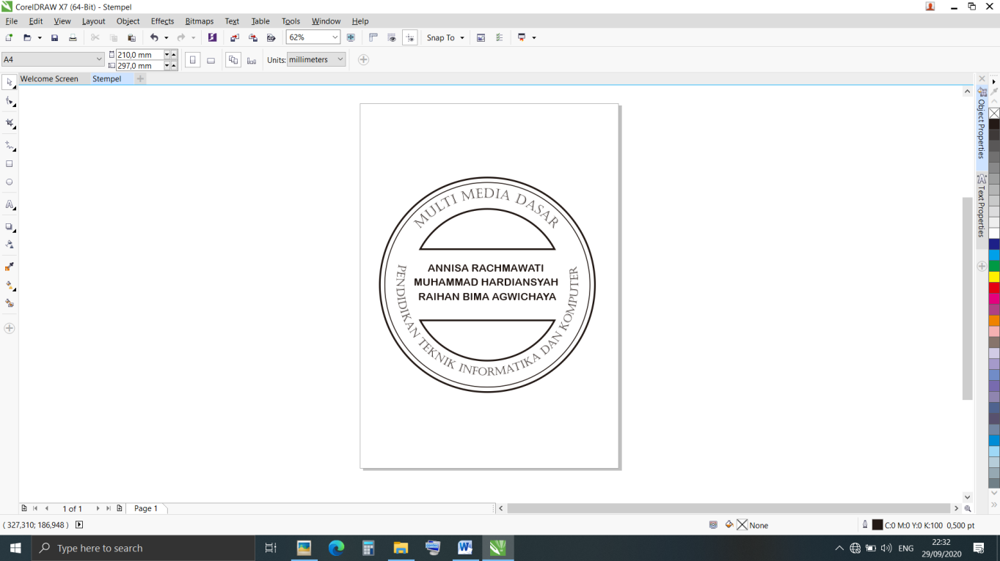 CorelDRAW X7 (64-Bit) - Stempel
File Edit View Layout Object Effects Bitmaps Text Table Tools Window Help
62% Snap To
A4 210,0 mm Units: millimeters
297,0 mm
Welcome Screen Stempel
Object Properties
Text Properties
MULTI MEDIA DASAR
ANNISA RACHMAWATI
MUHAMMAD HARDIANSYAH
RAIHAN BIMA AGWICHAYA
PENDIDIKAN TEKNIK INFORMATIKA DAN KOMPUTER
1 of 1 Page 1
( 327,310; 186,948 ) None C:0 M:0 Y:0 K:100 0,500 pt
Type here to search ENG 22:32
29/09/2020